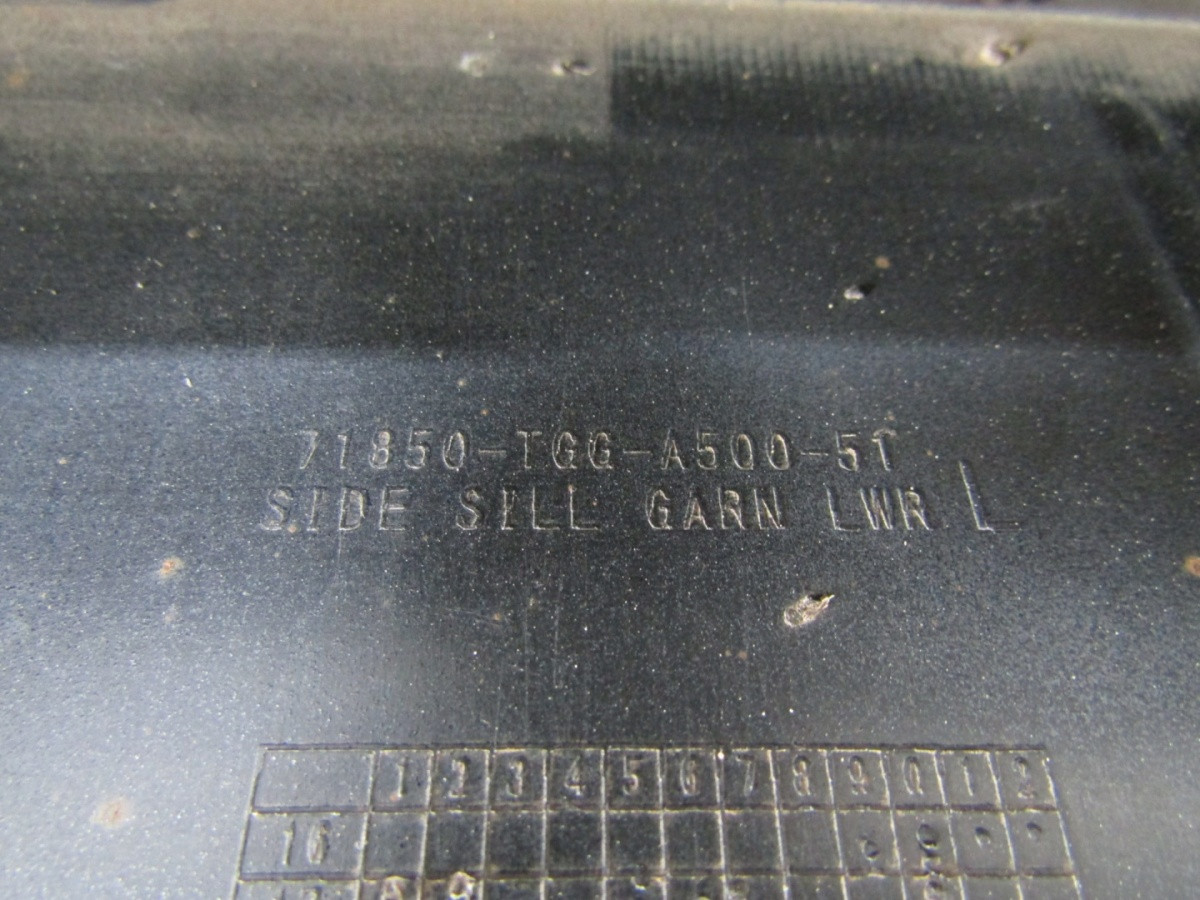 71850-TGG-A500-51
SIDE SILL GARN LWR L
1 2 3 4 5 6 7 8 9 0 1 2
16